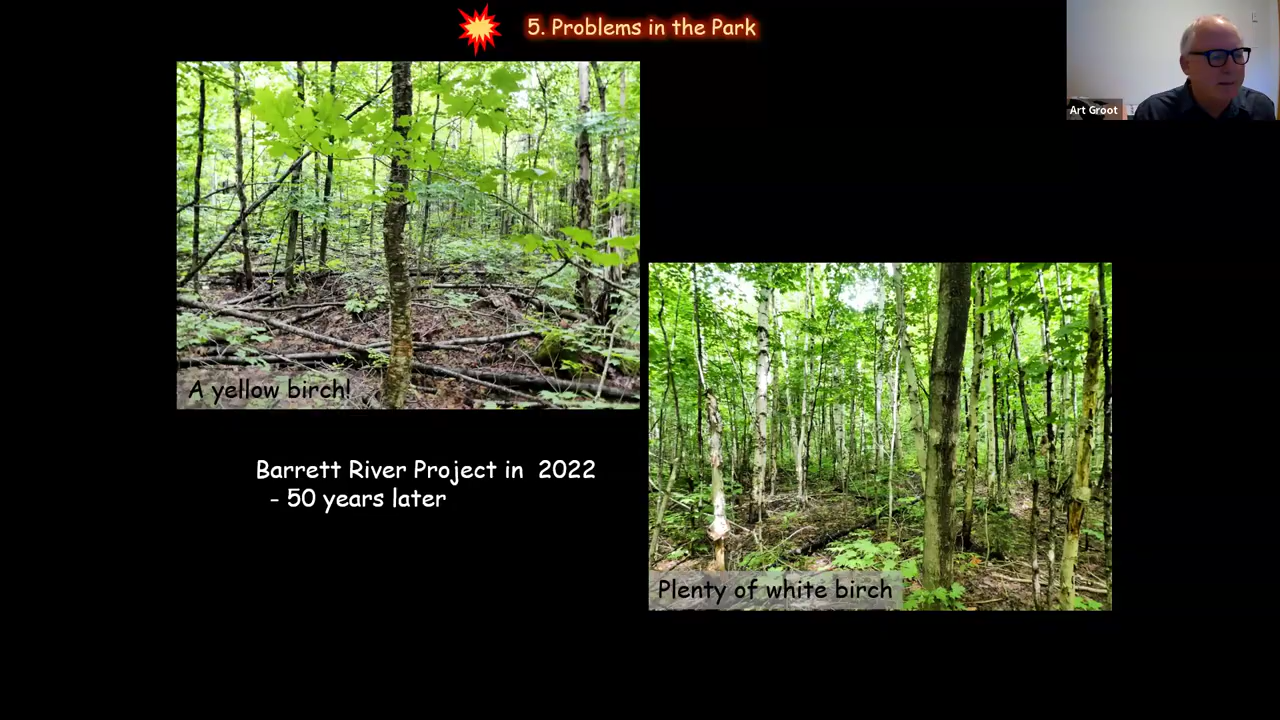 5. Problems in the Park
Art Groot
A yellow birch!
Barrett River Project in 2022
- 50 years later
Plenty of white birch